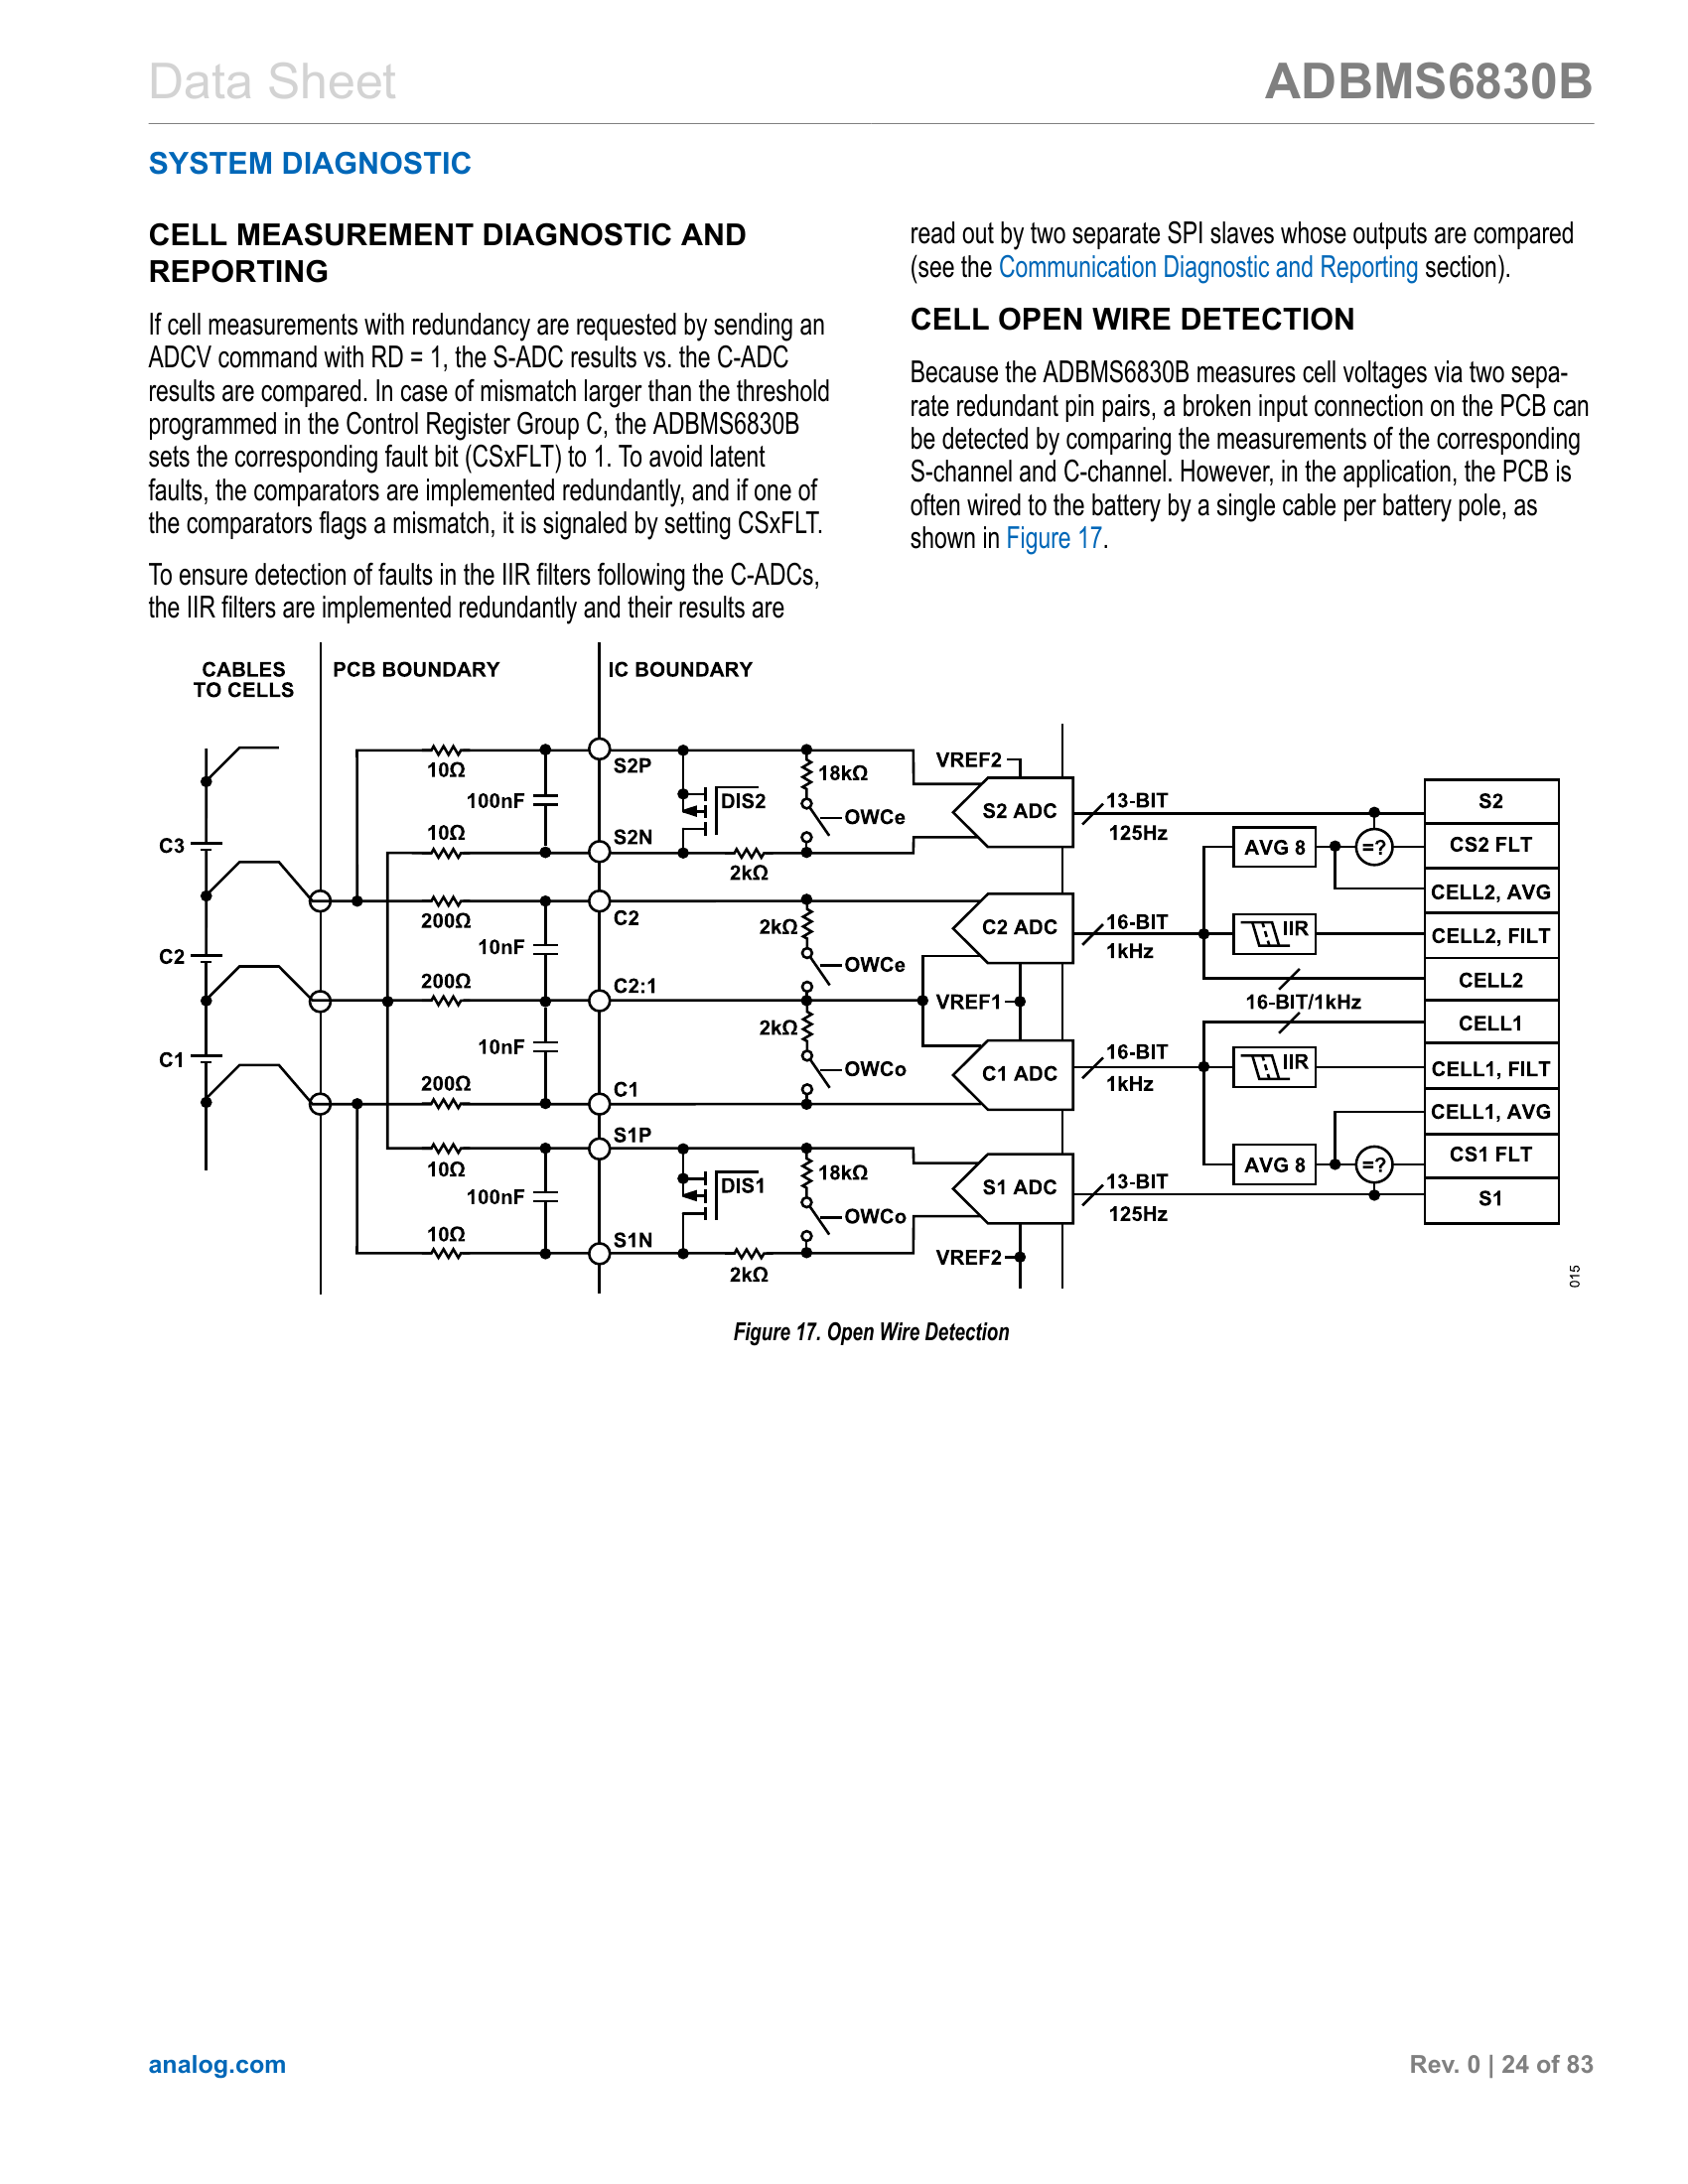 Data Sheet
ADBMS6830B
SYSTEM DIAGNOSTIC
CELL MEASUREMENT DIAGNOSTIC AND
REPORTING
If cell measurements with redundancy are requested by sending an
ADCV command with RD = 1, the S-ADC results vs. the C-ADC
results are compared. In case of mismatch larger than the threshold
programmed in the Control Register Group C, the ADBMS6830B
sets the corresponding fault bit (CSxFLT) to 1. To avoid latent
faults, the comparators are implemented redundantly, and if one of
the comparators flags a mismatch, it is signaled by setting CSxFLT.
To ensure detection of faults in the IIR filters following the C-ADCs,
the IIR filters are implemented redundantly and their results are
read out by two separate SPI slaves whose outputs are compared
(see the Communication Diagnostic and Reporting section).
CELL OPEN WIRE DETECTION
Because the ADBMS6830B measures cell voltages via two sepa-
rate redundant pin pairs, a broken input connection on the PCB can
be detected by comparing the measurements of the corresponding
S-channel and C-channel. However, in the application, the PCB is
often wired to the battery by a single cable per battery pole, as
shown in Figure 17.
CABLES
TO CELLS
PCB BOUNDARY
IC BOUNDARY
C3
C2
C1
10Ω
100nF
10Ω
200Ω
10nF
200Ω
10nF
200Ω
10Ω
100nF
10Ω
S2P
S2N
C2
C2:1
C1
S1P
S1N
DIS2
18kΩ
OWCe
2kΩ
2kΩ
OWCe
2kΩ
OWCo
DIS1
18kΩ
OWCo
2kΩ
VREF2
S2 ADC
C2 ADC
VREF1
C1 ADC
S1 ADC
VREF2
13-BIT
125Hz
16-BIT
1kHz
16-BIT
1kHz
13-BIT
125Hz
AVG 8
=?
IIR
16-BIT/1kHz
IIR
AVG 8
=?
S2
CS2 FLT
CELL2, AVG
CELL2, FILT
CELL2
CELL1
CELL1, FILT
CELL1, AVG
CS1 FLT
S1
015
Figure 17. Open Wire Detection
analog.com
Rev. 0 | 24 of 83